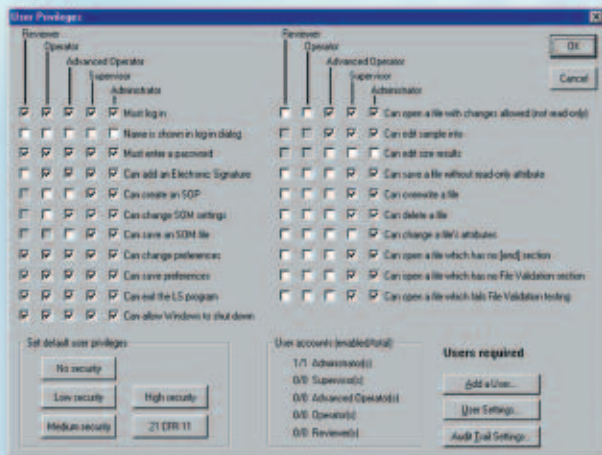 User Privileges
Reviewer
Operator
Advanced Operator
Supervisor
Administrator
Must log in
Name is shown in log-in dialog
Must enter a password
Can add an Electronic Signature
Can create an SOP
Can change SOM settings
Can save an SOM file
Can change preferences
Can save preferences
Can exit the LS program
Can allow Windows to shut down
Reviewer
Operator
Advanced Operator
Supervisor
Administrator
Can open a file with changes allowed (not read-only)
Can edit sample info
Can edit size results
Can save a file without read-only attribute
Can overwrite a file
Can delete a file
Can change a file's attributes
Can open a file which has no [end] section
Can open a file which has no File Validation section
Can open a file which fails File Validation testing
OK
Cancel
Set default user privileges
No security
Low security
High security
Medium security
21 CFR 11
User accounts (enabled/total)
1/1 Administrator(s)
0/0 Supervisor(s)
0/0 Advanced Operator(s)
0/0 Operator(s)
0/0 Reviewer(s)
Users required
Add a User...
User Settings...
Audit Trail Settings...